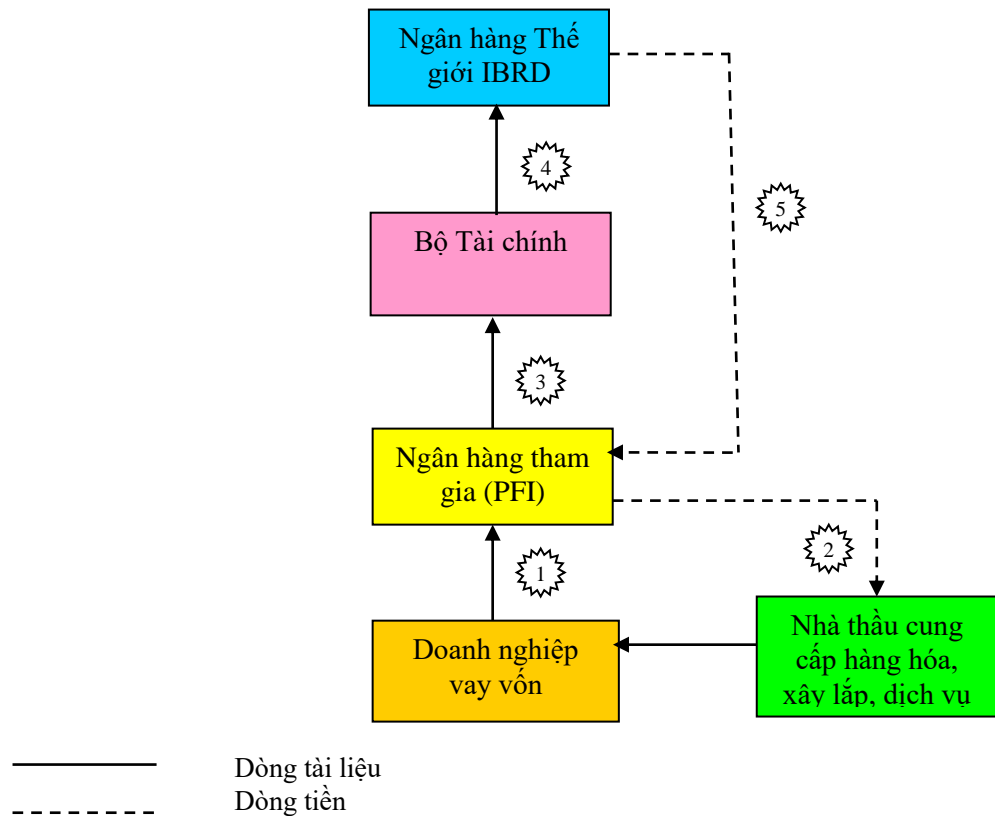 Ngân hàng Thế
giới IBRD
4
5
Bộ Tài chính
3
Ngân hàng tham
gia (PFI)
2
1
Nhà thầu cung
cấp hàng hóa,
xây lắp, dịch vụ
Doanh nghiệp
vay vốn
Dòng tài liệu
Dòng tiền